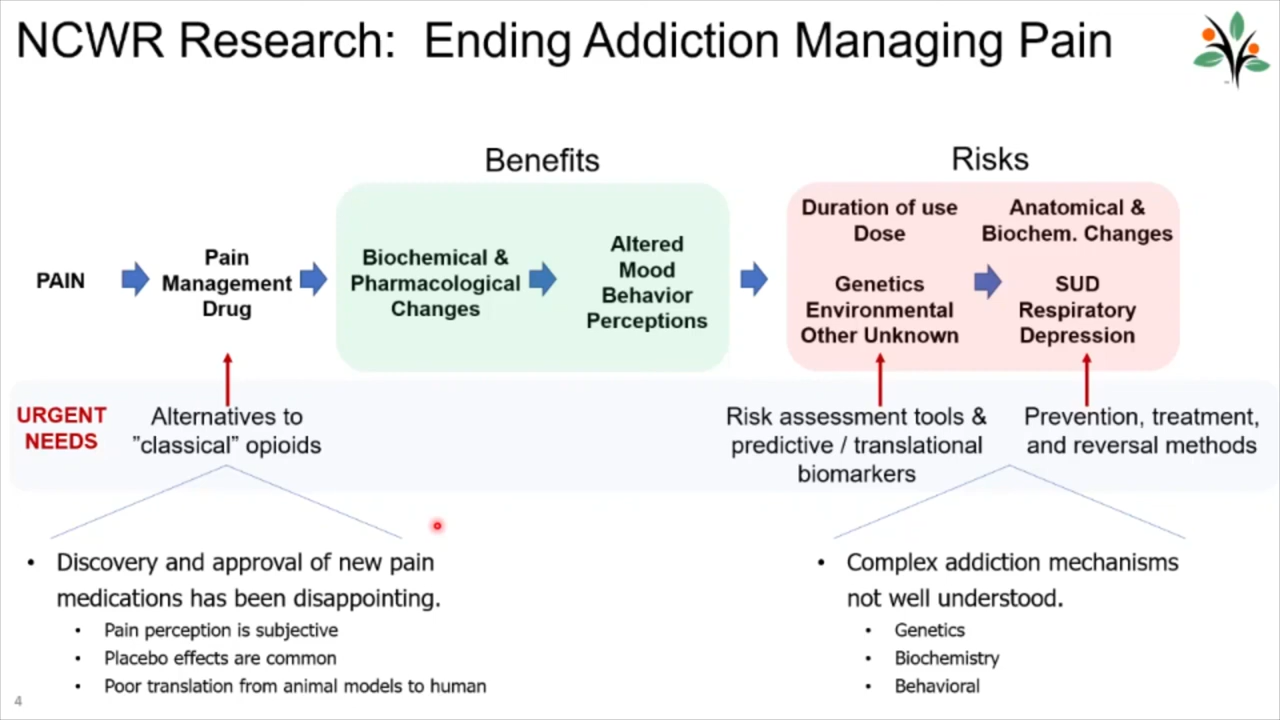 NCWR Research:  Ending Addiction Managing Pain
Benefits
Risks
PAIN
Pain
Management
Drug
Biochemical &
Pharmacological
Changes
Altered
Mood
Behavior
Perceptions
Duration of use
Dose
Genetics
Environmental
Other Unknown
Anatomical &
Biochem. Changes
SUD
Respiratory
Depression
URGENT
NEEDS
Alternatives to
”classical” opioids
Risk assessment tools &
predictive / translational
biomarkers
Prevention, treatment,
and reversal methods
• Discovery and approval of new pain
medications has been disappointing.
• Pain perception is subjective
• Placebo effects are common
• Poor translation from animal models to human
• Complex addiction mechanisms
not well understood.
• Genetics
• Biochemistry
• Behavioral
4